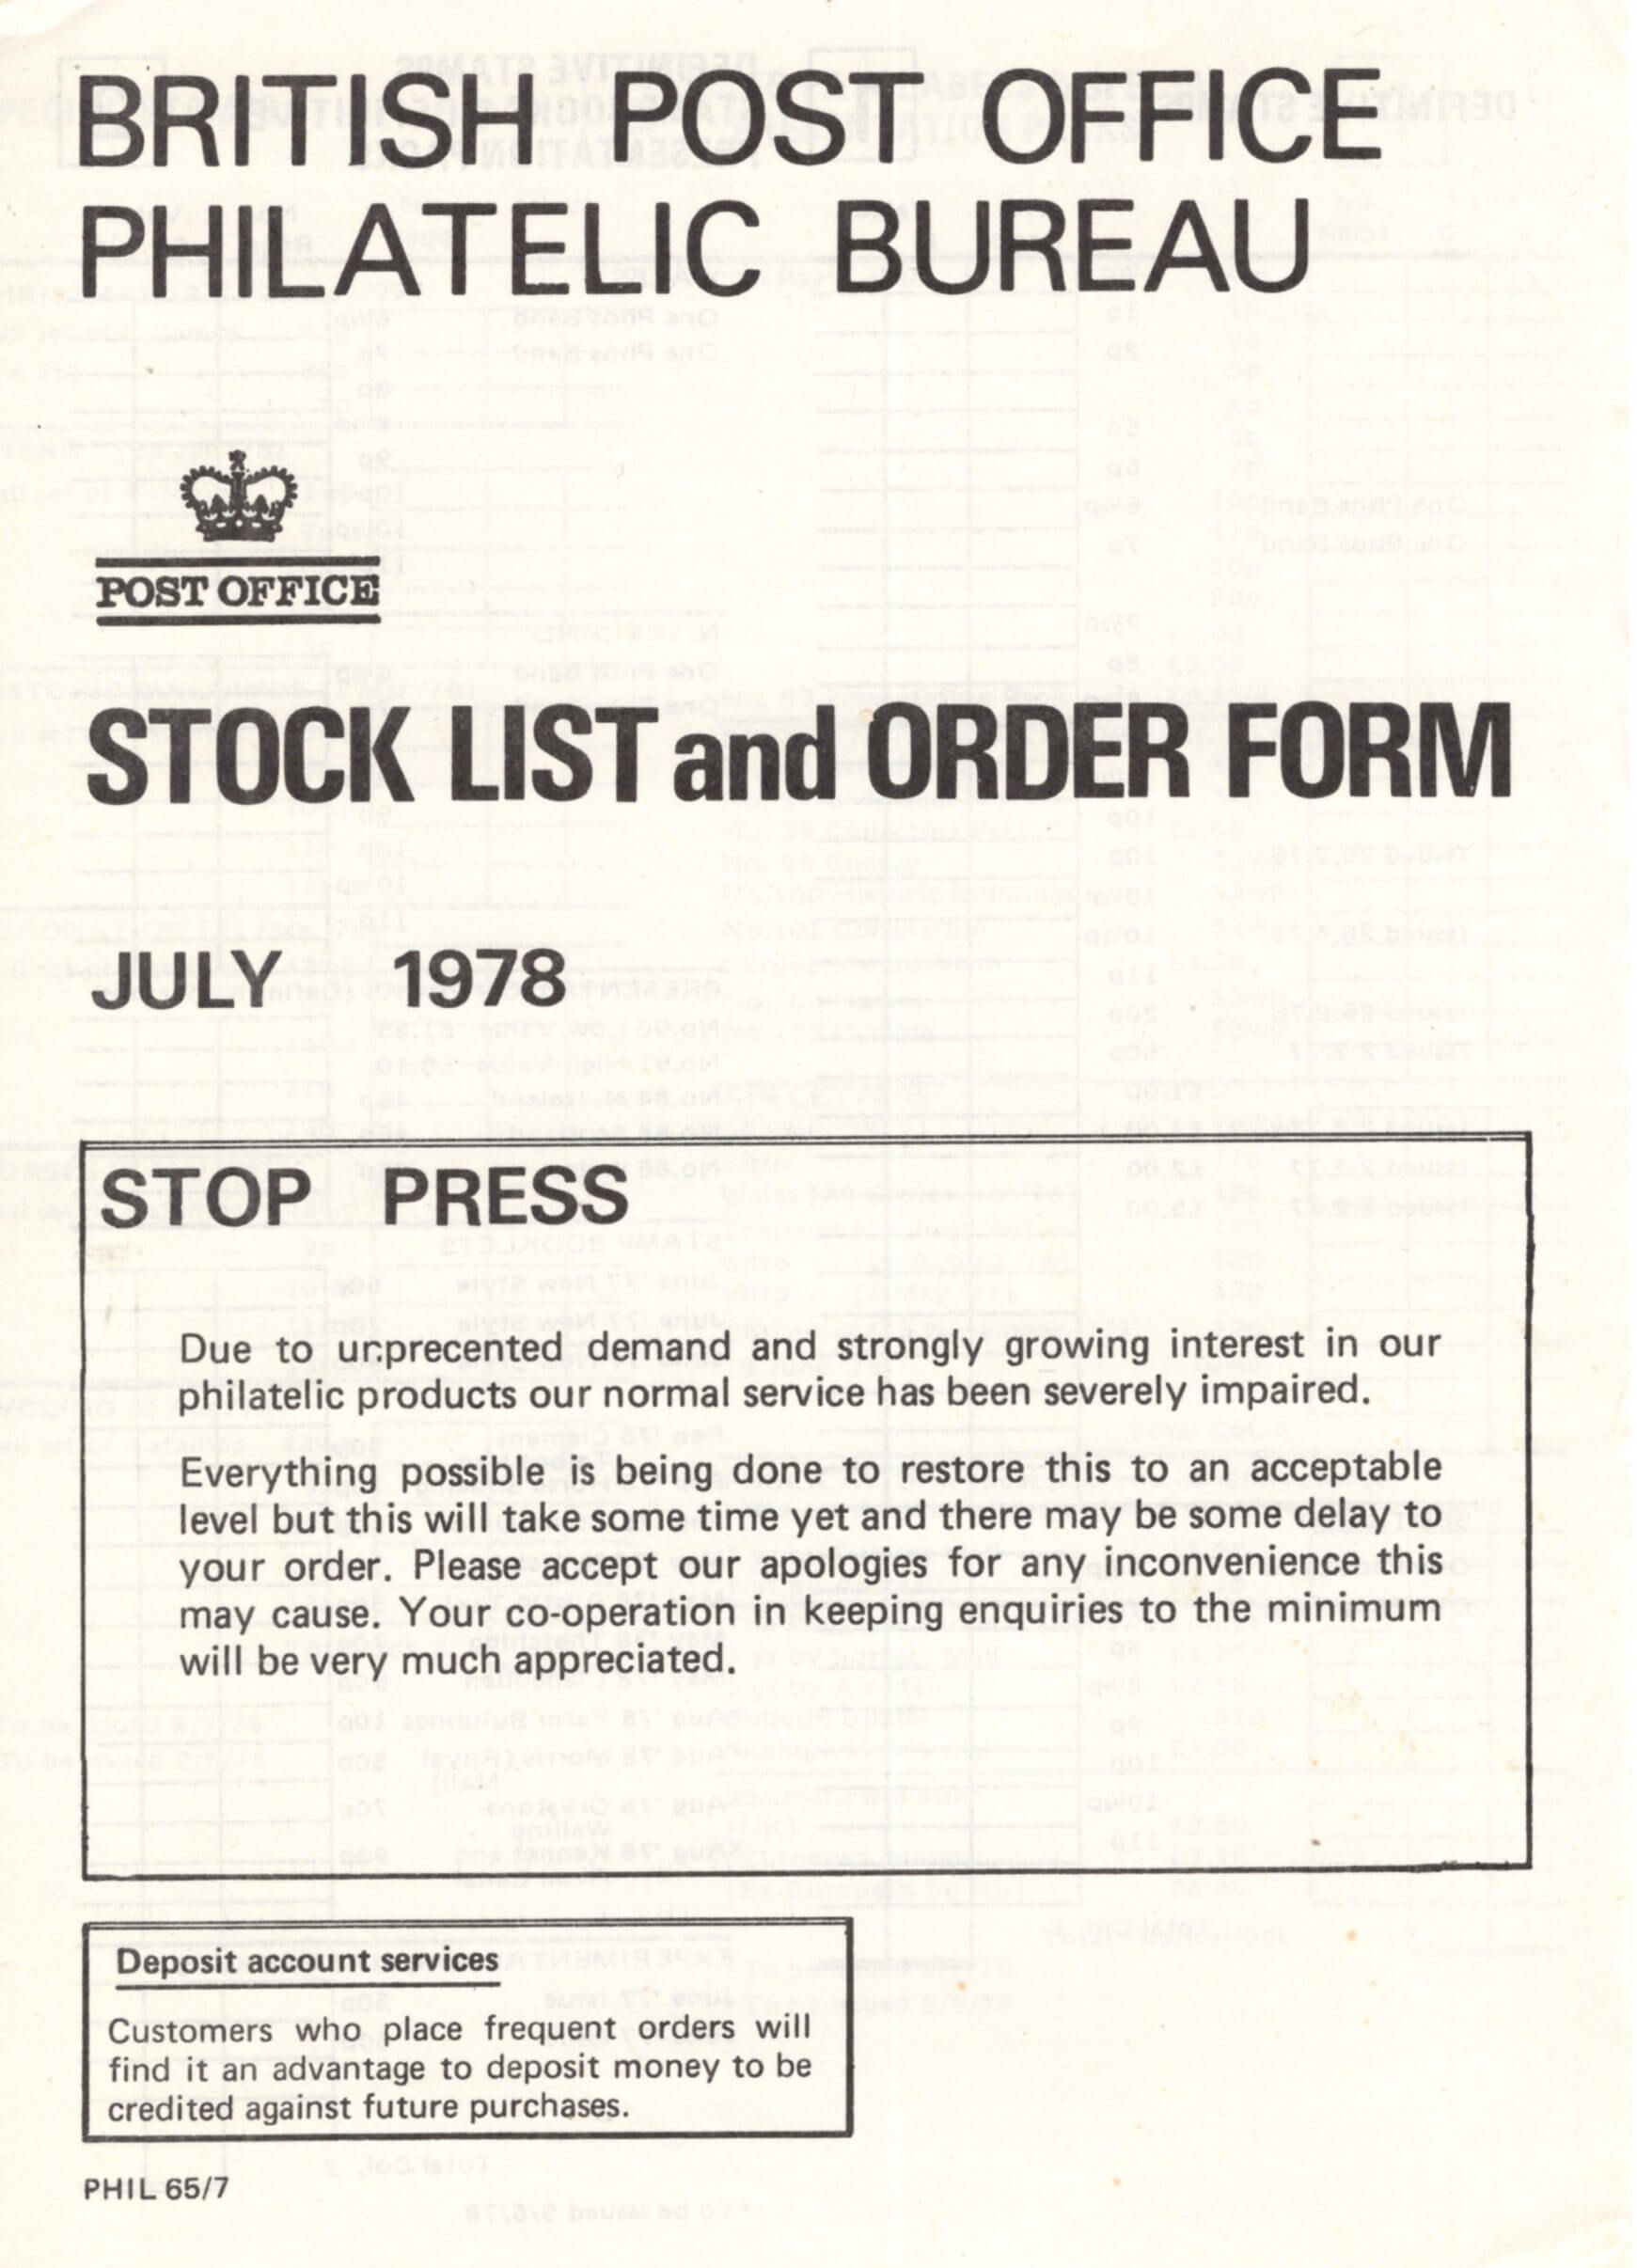 BRITISH POST OFFICE
PHILATELIC BUREAU
POST OFFICE
STOCK LIST and ORDER FORM
JULY 1978
STOP PRESS
Due to unprecented demand and strongly growing interest in our
philatelic products our normal service has been severely impaired.
Everything possible is being done to restore this to an acceptable
level but this will take some time yet and there may be some delay to
your order. Please accept our apologies for any inconvenience this
may cause. Your co-operation in keeping enquiries to the minimum
will be very much appreciated.
Deposit account services
Customers who place frequent orders will
find it an advantage to deposit money to be
credited against future purchases.
PHIL 65/7